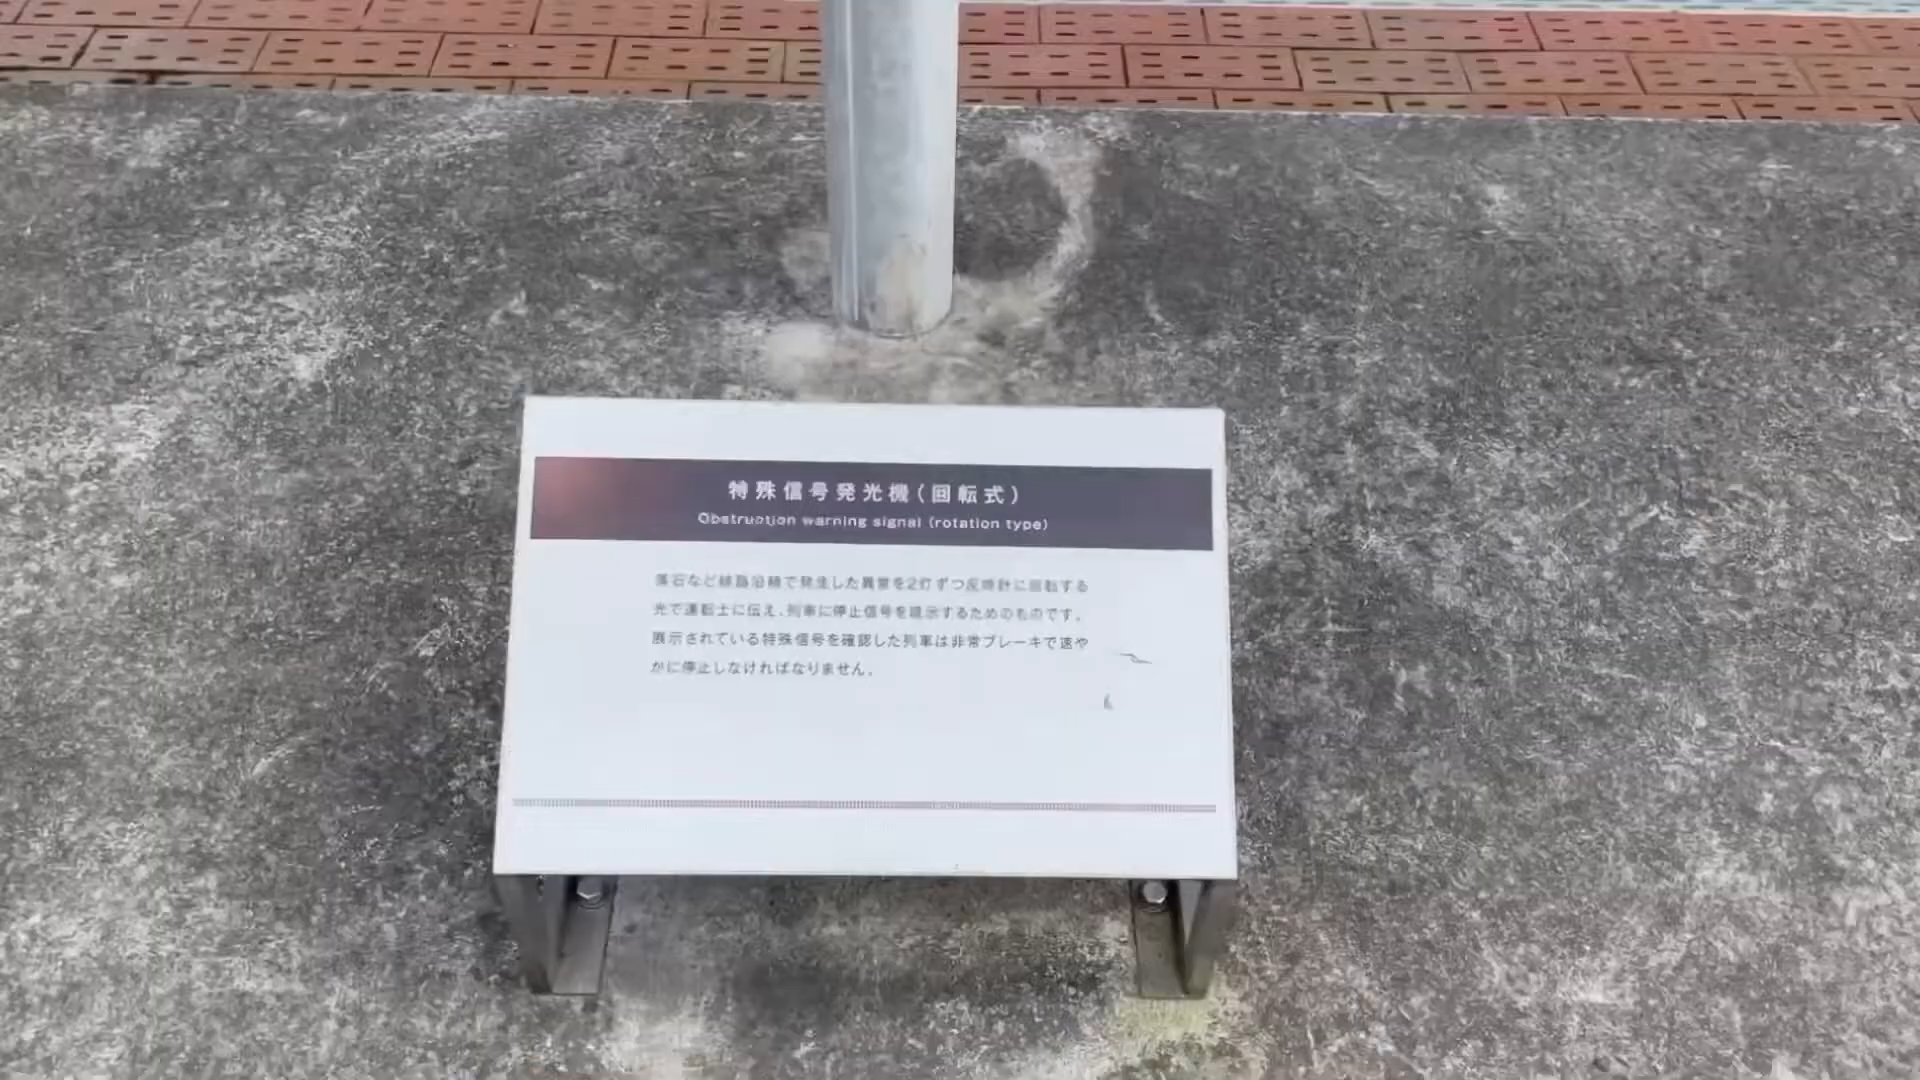 特殊信号発光機(回転式)
Obstruction warning signal (rotation type)
落石など線路沿線で発生した異常を2灯ずつ反時計に回転する
光で運転士に伝え、列車に停止信号を現示するためのものです。
展示されている特殊信号を確認した列車は非常ブレーキで速や
かに停止しなければなりません。